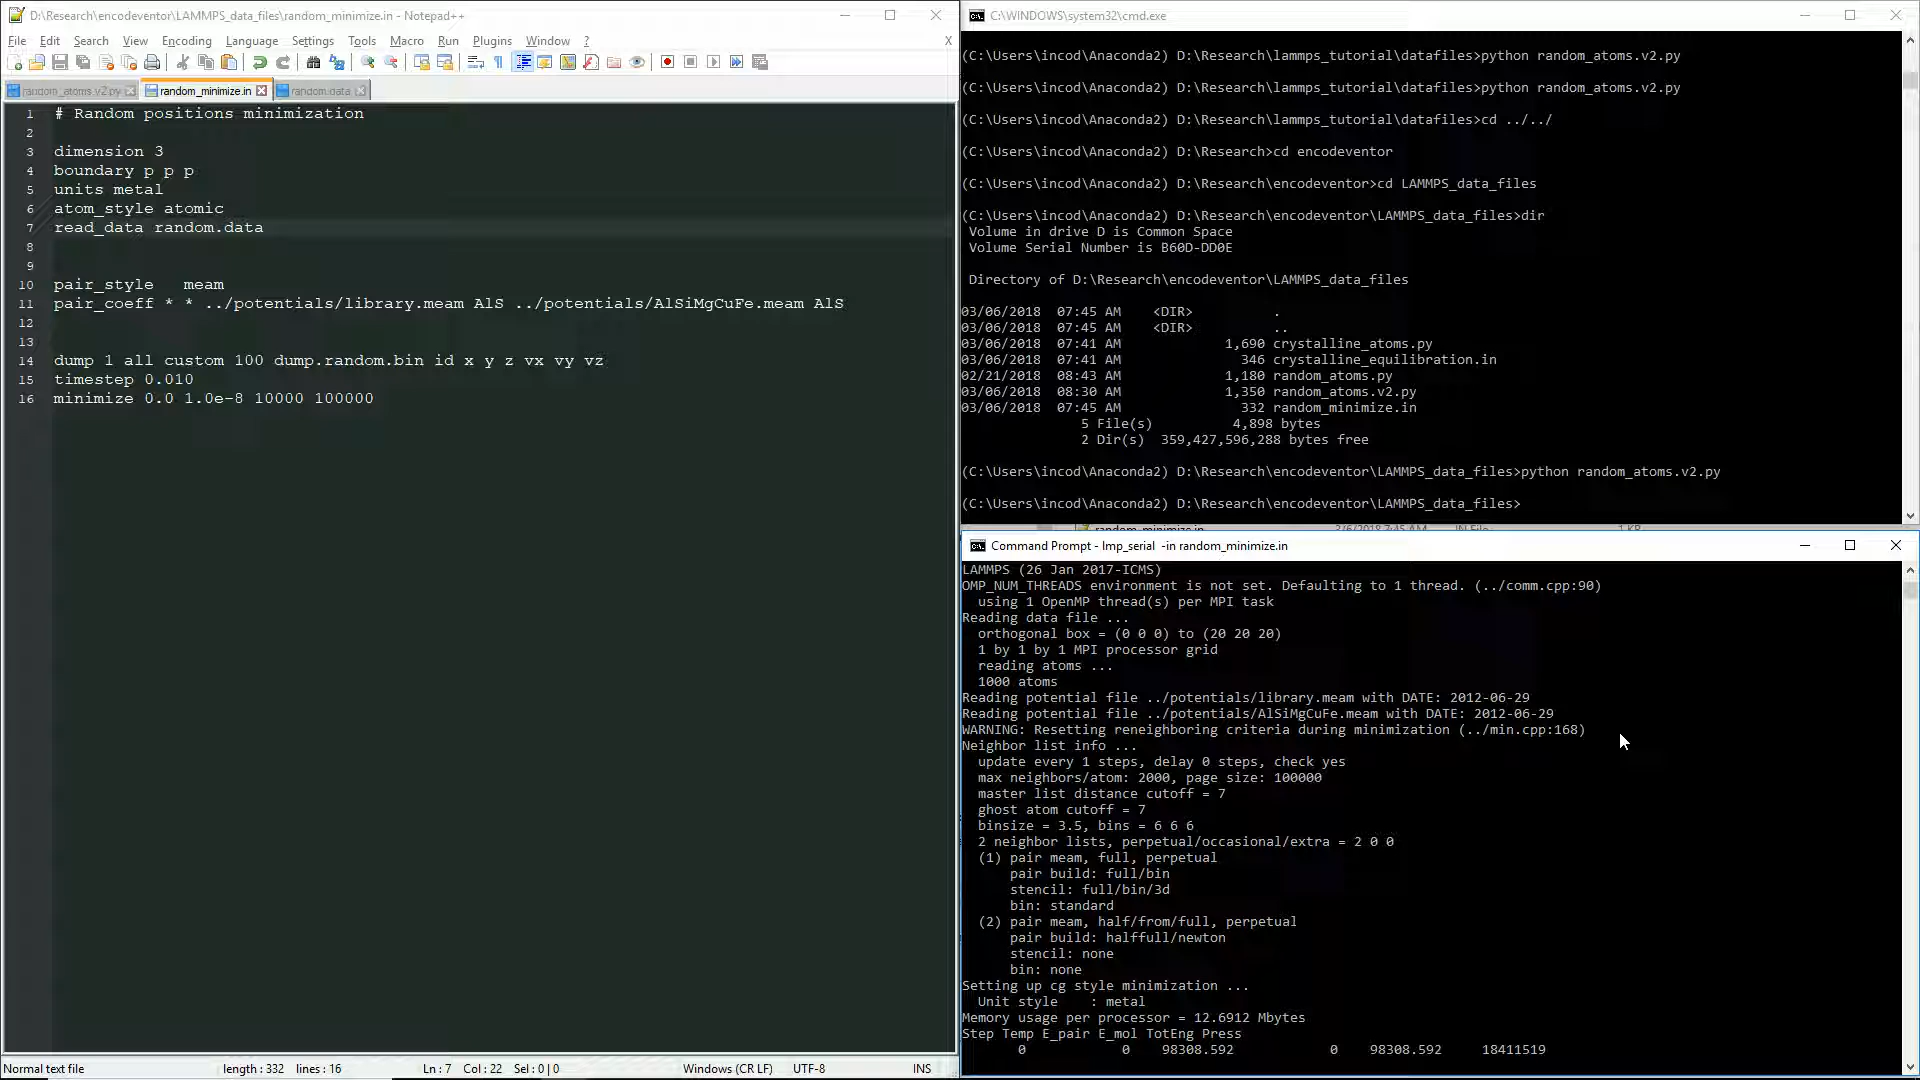 D:\Research\encodeventor\LAMMPS_data_files\random_minimize.in - Notepad++
File Edit Search View Encoding Language Settings Tools Macro Run Plugins Window ?
X
random_atoms.v2.py
random_minimize.in
random.data
1 # Random positions minimization
2
3 dimension 3
4 boundary p p p
5 units metal
6 atom_style atomic
7 read_data random.data
8
9
10 pair_style   meam
11 pair_coeff * * ../potentials/library.meam AlS ../potentials/AlSiMgCuFe.meam AlS
12
13
14 dump 1 all custom 100 dump.random.bin id x y z vx vy vz
15 timestep 0.010
16 minimize 0.0 1.0e-8 10000 100000
Normal text file length : 332 lines : 16 Ln : 7 Col : 22 Sel : 0 | 0 Windows (CR LF) UTF-8 INS
C:\WINDOWS\system32\cmd.exe
(C:\Users\incod\Anaconda2) D:\Research\lammps_tutorial\datafiles>python random_atoms.v2.py
(C:\Users\incod\Anaconda2) D:\Research\lammps_tutorial\datafiles>python random_atoms.v2.py
(C:\Users\incod\Anaconda2) D:\Research\lammps_tutorial\datafiles>cd ../../
(C:\Users\incod\Anaconda2) D:\Research>cd encodeventor
(C:\Users\incod\Anaconda2) D:\Research\encodeventor>cd LAMMPS_data_files
(C:\Users\incod\Anaconda2) D:\Research\encodeventor\LAMMPS_data_files>dir
Volume in drive D is Common Space
Volume Serial Number is B60D-DD0E
Directory of D:\Research\encodeventor\LAMMPS_data_files
03/06/2018  07:45 AM    <DIR>          .
03/06/2018  07:45 AM    <DIR>          ..
03/06/2018  07:41 AM             1,690 crystalline_atoms.py
03/06/2018  07:41 AM               346 crystalline_equilibration.in
02/21/2018  08:43 AM             1,180 random_atoms.py
03/06/2018  08:30 AM             1,350 random_atoms.v2.py
03/06/2018  07:45 AM               332 random_minimize.in
5 File(s)          4,898 bytes
2 Dir(s)  359,427,596,288 bytes free
(C:\Users\incod\Anaconda2) D:\Research\encodeventor\LAMMPS_data_files>python random_atoms.v2.py
(C:\Users\incod\Anaconda2) D:\Research\encodeventor\LAMMPS_data_files>
random_minimize.in 3/6/2018 7:45 AM IN File 1 KB
Command Prompt - lmp_serial  -in random_minimize.in
LAMMPS (26 Jan 2017-ICMS)
OMP_NUM_THREADS environment is not set. Defaulting to 1 thread. (../comm.cpp:90)
using 1 OpenMP thread(s) per MPI task
Reading data file ...
orthogonal box = (0 0 0) to (20 20 20)
1 by 1 by 1 MPI processor grid
reading atoms ...
1000 atoms
Reading potential file ../potentials/library.meam with DATE: 2012-06-29
Reading potential file ../potentials/AlSiMgCuFe.meam with DATE: 2012-06-29
WARNING: Resetting reneighboring criteria during minimization (../min.cpp:168)
Neighbor list info ...
update every 1 steps, delay 0 steps, check yes
max neighbors/atom: 2000, page size: 100000
master list distance cutoff = 7
ghost atom cutoff = 7
binsize = 3.5, bins = 6 6 6
2 neighbor lists, perpetual/occasional/extra = 2 0 0
(1) pair meam, full, perpetual
pair build: full/bin
stencil: full/bin/3d
bin: standard
(2) pair meam, half/from/full, perpetual
pair build: halffull/newton
stencil: none
bin: none
Setting up cg style minimization ...
Unit style    : metal
Memory usage per processor = 12.6912 Mbytes
Step Temp E_pair E_mol TotEng Press
0            0    98308.592            0    98308.592     18411519